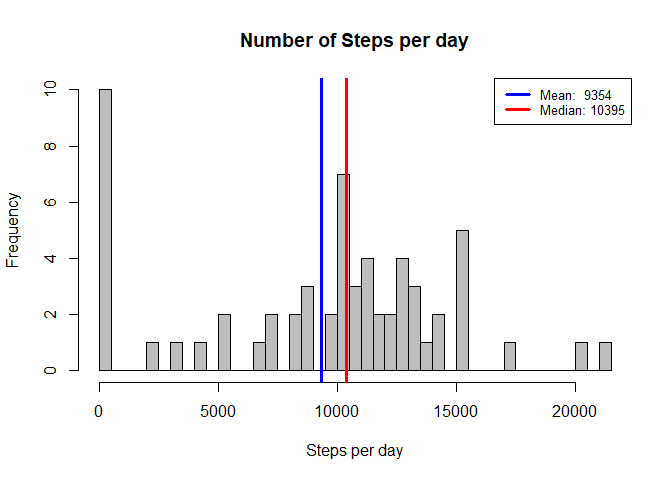 Number of Steps per day
Mean:  9354
Median: 10395
Frequency
10
8
6
4
2
0
0
5000
10000
15000
20000
Steps per day